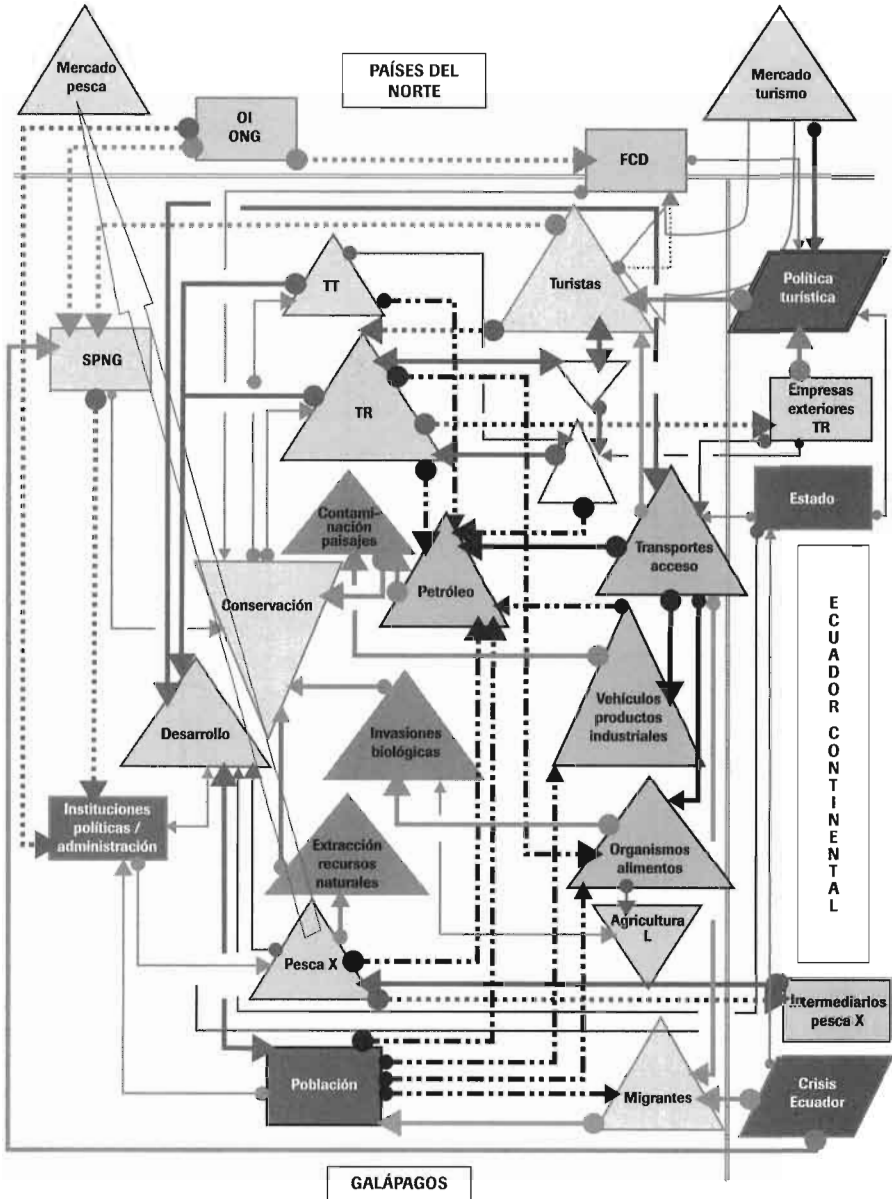 Mercado
pesca
PAÍSES DEL
NORTE
Mercado
turismo
OI
ONG
FCD
TT
Turistas
Política
turística
SPNG
TR
Empresas
exteriores
TR
Contami-
nación
paisajes
Estado
Transportes
acceso
Conservación
Petróleo
ECUADOR CONTINENTAL
Desarrollo
Invasiones
biológicas
Vehículos
productos
industriales
Instituciones
políticas /
administración
Extracción
recursos
naturales
Organismos
alimentos
Agricultura
L
Pesca X
Intermediarios
pesca X
Población
Migrantes
Crisis
Ecuador
GALÁPAGOS